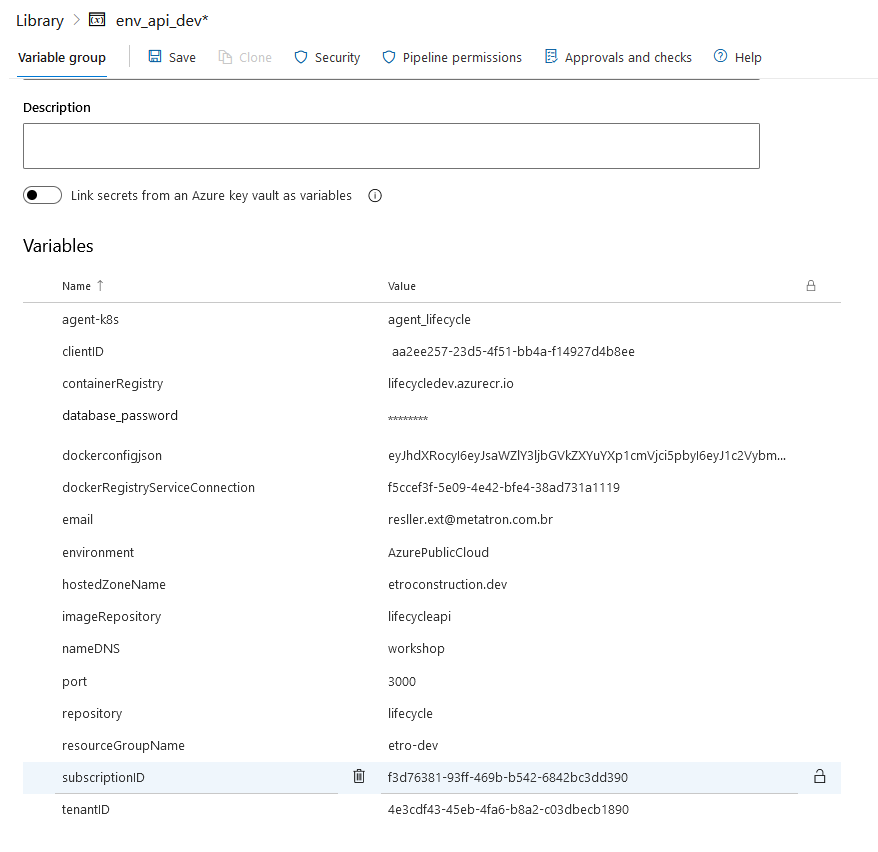 Library > env_api_dev*
Variable group Save Clone Security Pipeline permissions Approvals and checks Help
Description
Link secrets from an Azure key vault as variables
Variables
Name ↑ Value
agent-k8s agent_lifecycle
clientID aa2ee257-23d5-4f51-bb4a-f14927d4b8ee
containerRegistry lifecycledev.azurecr.io
database_password ********
dockerconfigjson eyJhdXRocyI6eyJsaWZlY3ljbGVkZXYuYXp1cmVjci5pbyI6eyJ1c2Vybm...
dockerRegistryServiceConnection f5ccef3f-5e09-4e42-bfe4-38ad731a1119
email resller.ext@metatron.com.br
environment AzurePublicCloud
hostedZoneName etroconstruction.dev
imageRepository lifecycleapi
nameDNS workshop
port 3000
repository lifecycle
resourceGroupName etro-dev
subscriptionID f3d76381-93ff-469b-b542-6842bc3dd390
tenantID 4e3cdf43-45eb-4fa6-b8a2-c03dbecb1890